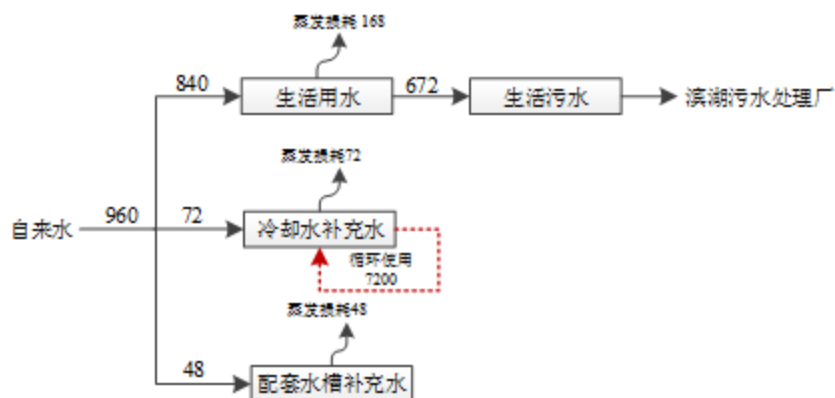 蒸发损耗 168
840
生活用水
672
生活污水
滨湖污水处理厂
蒸发损耗72
自来水
960
72
冷却水补充水
循环使用
7200
蒸发损耗48
48
配套水槽补充水